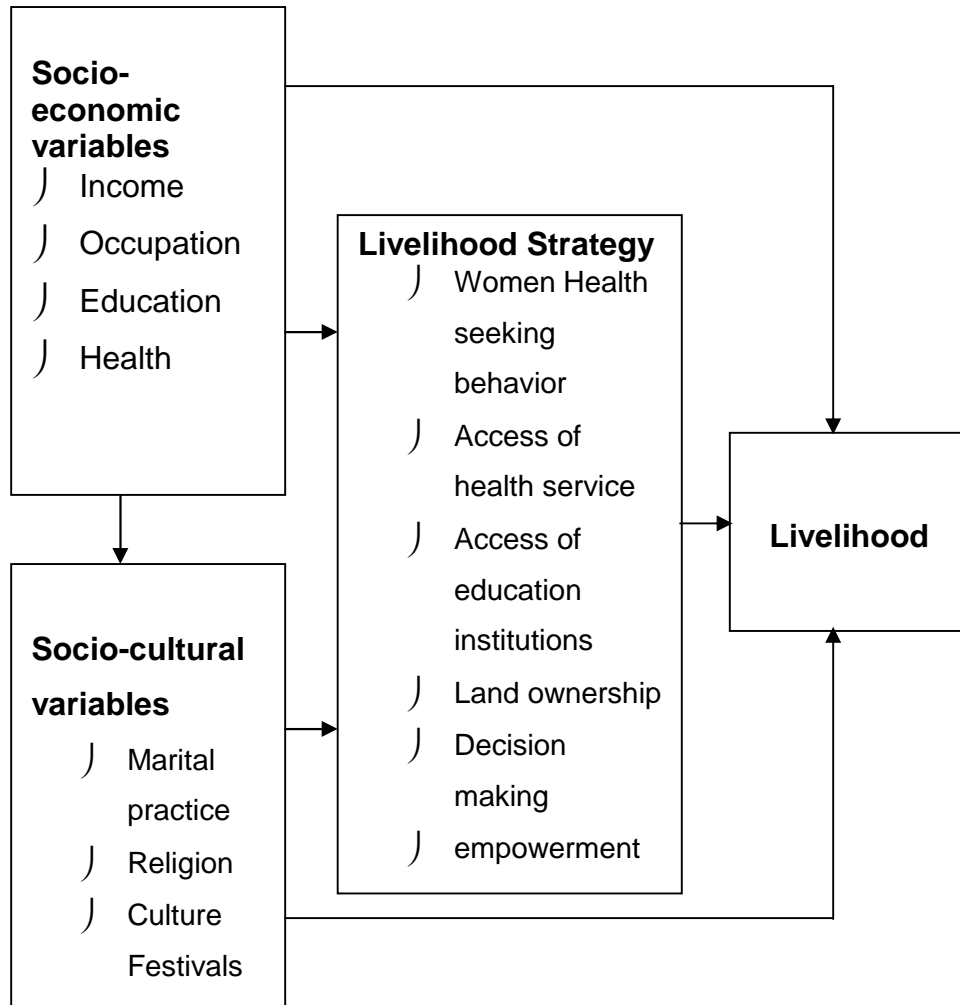 Socio-
economic
variables
⌡ Income
⌡ Occupation
⌡ Education
⌡ Health
Livelihood Strategy
⌡ Women Health
seeking
behavior
⌡ Access of
health service
⌡ Access of
education
institutions
⌡ Land ownership
⌡ Decision
making
⌡ empowerment
Livelihood
Socio-cultural
variables
⌡ Marital
practice
⌡ Religion
⌡ Culture
Festivals